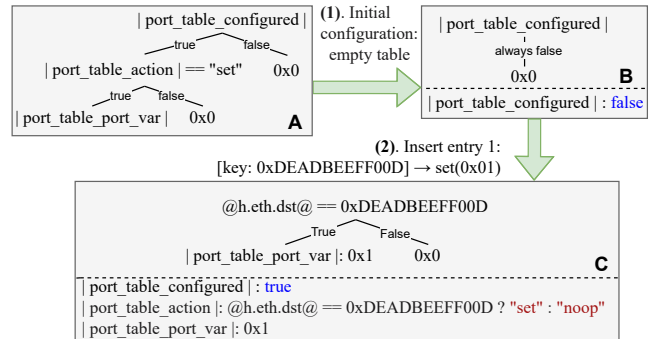 | port_table_configured |
true false
| port_table_action | == "set" 0x0
true false
| port_table_port_var | 0x0
A
(1). Initial
configuration:
empty table
| port_table_configured |
always false
0x0
B
| port_table_configured | : false
(2). Insert entry 1:
[key: 0xDEADBEEFF00D] → set(0x01)
@h.eth.dst@ == 0xDEADBEEFF00D
True False
| port_table_port_var |: 0x1 0x0
C
| port_table_configured | : true
| port_table_action |: @h.eth.dst@ == 0xDEADBEEFF00D ? "set" : "noop"
| port_table_port_var |: 0x1